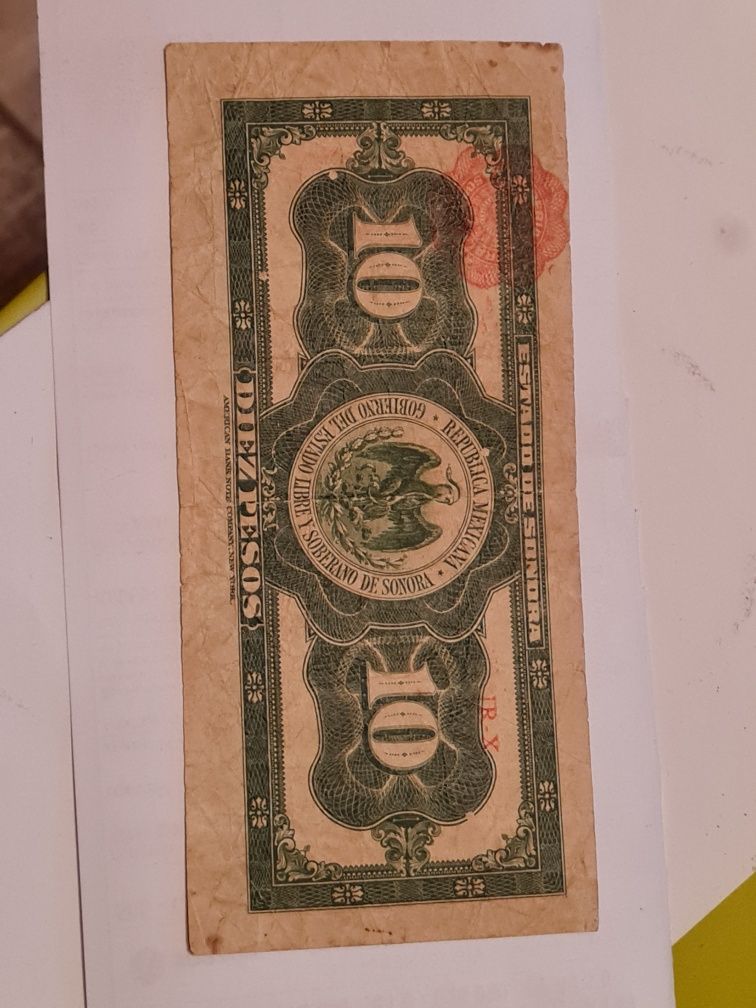 ESTADO DE SONORA
10
REPUBLICA MEXICANA
GOBIERNO DEL ESTADO LIBRE Y SOBERANO DE SONORA
10
IR-X
DIEZ PESOS
AMERICAN BANK NOTE COMPANY, NEW YORK.